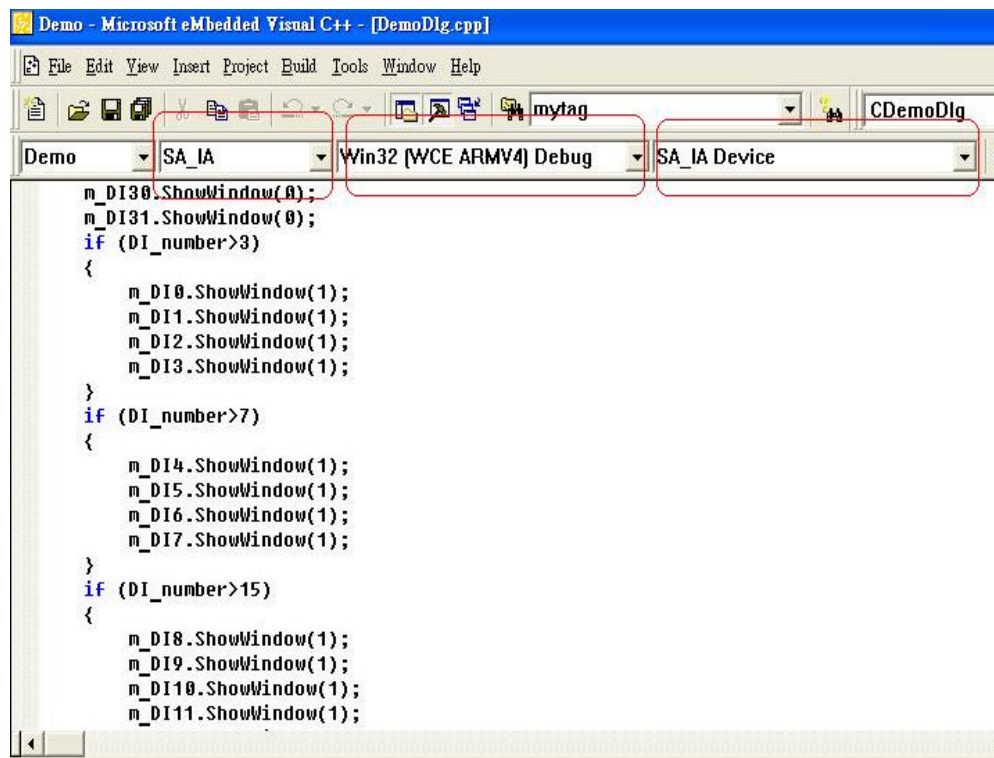 Demo - Microsoft eMbedded Visual C++ - [DemoDlg.cpp]
File Edit View Insert Project Build Tools Window Help
mytag CDemoDlg
Demo SA_IA Win32 (WCE ARMV4) Debug SA_IA Device
m_DI30.ShowWindow(0);
m_DI31.ShowWindow(0);
if (DI_number>3)
{
m_DI0.ShowWindow(1);
m_DI1.ShowWindow(1);
m_DI2.ShowWindow(1);
m_DI3.ShowWindow(1);
}
if (DI_number>7)
{
m_DI4.ShowWindow(1);
m_DI5.ShowWindow(1);
m_DI6.ShowWindow(1);
m_DI7.ShowWindow(1);
}
if (DI_number>15)
{
m_DI8.ShowWindow(1);
m_DI9.ShowWindow(1);
m_DI10.ShowWindow(1);
m_DI11.ShowWindow(1);